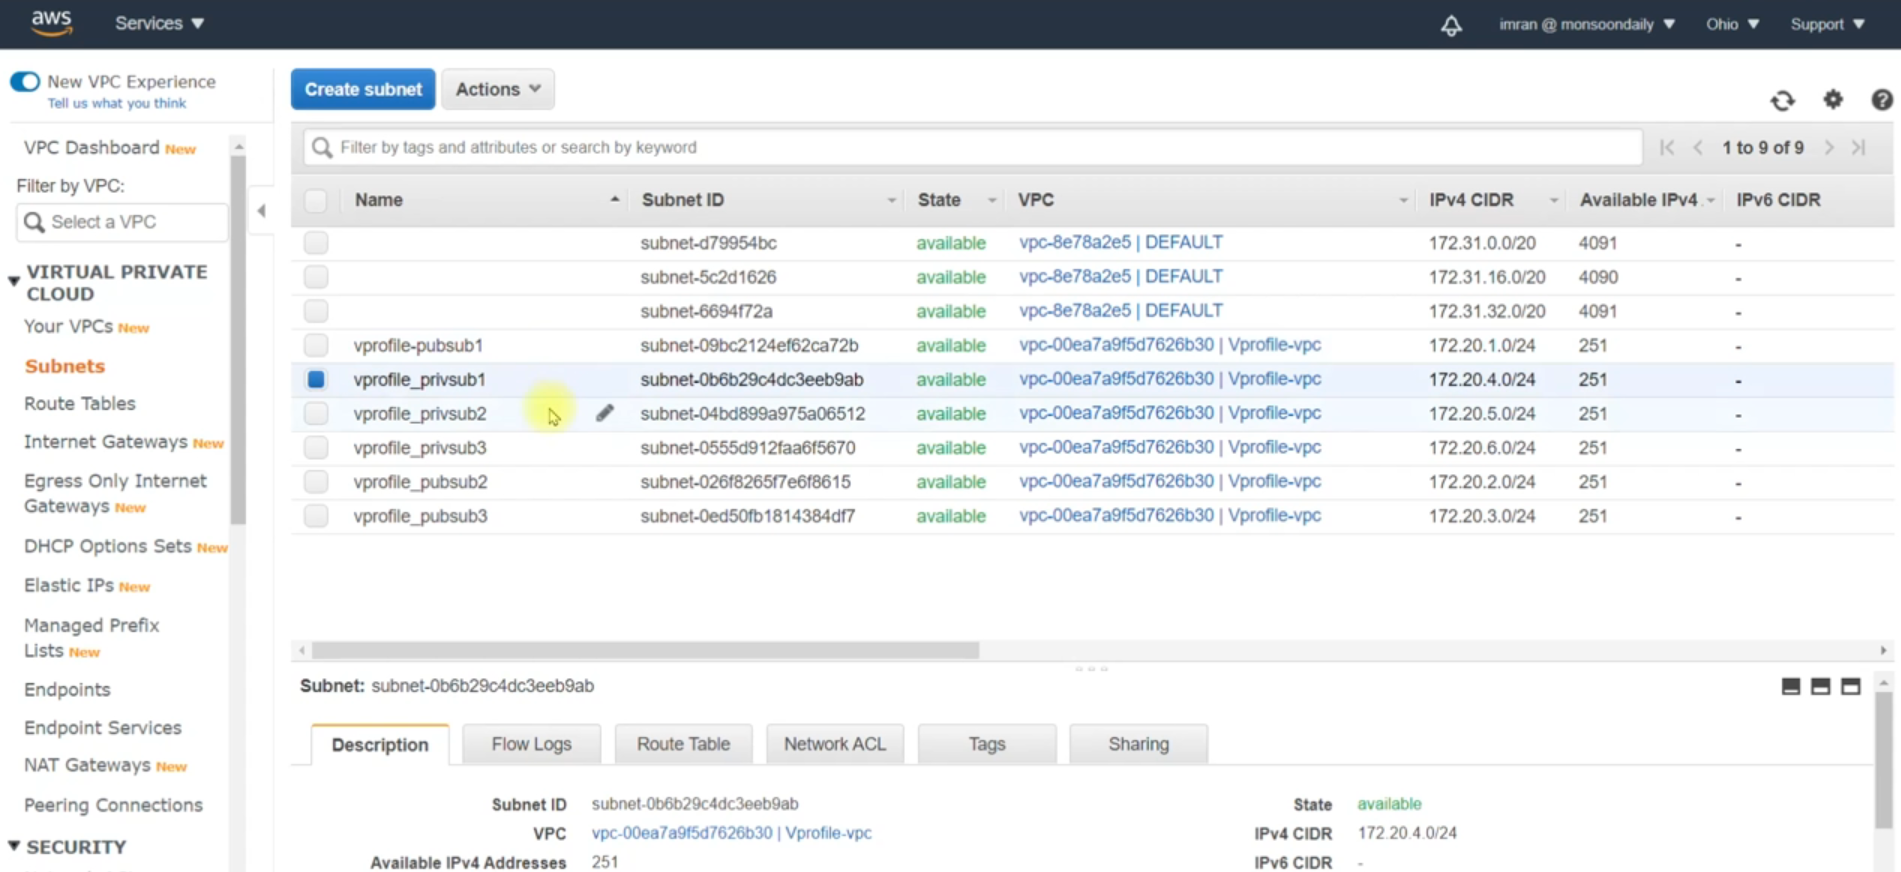 aws Services imran @ monsoondaily Ohio Support
New VPC Experience
Tell us what you think
VPC Dashboard New
Filter by VPC:
Select a VPC
VIRTUAL PRIVATE
CLOUD
Your VPCs New
Subnets
Route Tables
Internet Gateways New
Egress Only Internet
Gateways New
DHCP Options Sets New
Elastic IPs New
Managed Prefix
Lists New
Endpoints
Endpoint Services
NAT Gateways New
Peering Connections
SECURITY
Create subnet Actions
Filter by tags and attributes or search by keyword 1 to 9 of 9
Name Subnet ID State VPC IPv4 CIDR Available IPv4 IPv6 CIDR
subnet-d79954bc available vpc-8e78a2e5 | DEFAULT 172.31.0.0/20 4091 -
subnet-5c2d1626 available vpc-8e78a2e5 | DEFAULT 172.31.16.0/20 4090 -
subnet-6694f72a available vpc-8e78a2e5 | DEFAULT 172.31.32.0/20 4091 -
vprofile-pubsub1 subnet-09bc2124ef62ca72b available vpc-00ea7a9f5d7626b30 | Vprofile-vpc 172.20.1.0/24 251 -
vprofile_privsub1 subnet-0b6b29c4dc3eeb9ab available vpc-00ea7a9f5d7626b30 | Vprofile-vpc 172.20.4.0/24 251 -
vprofile_privsub2 subnet-04bd899a975a06512 available vpc-00ea7a9f5d7626b30 | Vprofile-vpc 172.20.5.0/24 251 -
vprofile_privsub3 subnet-0555d912faa6f5670 available vpc-00ea7a9f5d7626b30 | Vprofile-vpc 172.20.6.0/24 251 -
vprofile_pubsub2 subnet-026f8265f7e6f8615 available vpc-00ea7a9f5d7626b30 | Vprofile-vpc 172.20.2.0/24 251 -
vprofile_pubsub3 subnet-0ed50fb1814384df7 available vpc-00ea7a9f5d7626b30 | Vprofile-vpc 172.20.3.0/24 251 -
Subnet: subnet-0b6b29c4dc3eeb9ab
Description Flow Logs Route Table Network ACL Tags Sharing
Subnet ID subnet-0b6b29c4dc3eeb9ab State available
VPC vpc-00ea7a9f5d7626b30 | Vprofile-vpc IPv4 CIDR 172.20.4.0/24
Available IPv4 Addresses 251 IPv6 CIDR -